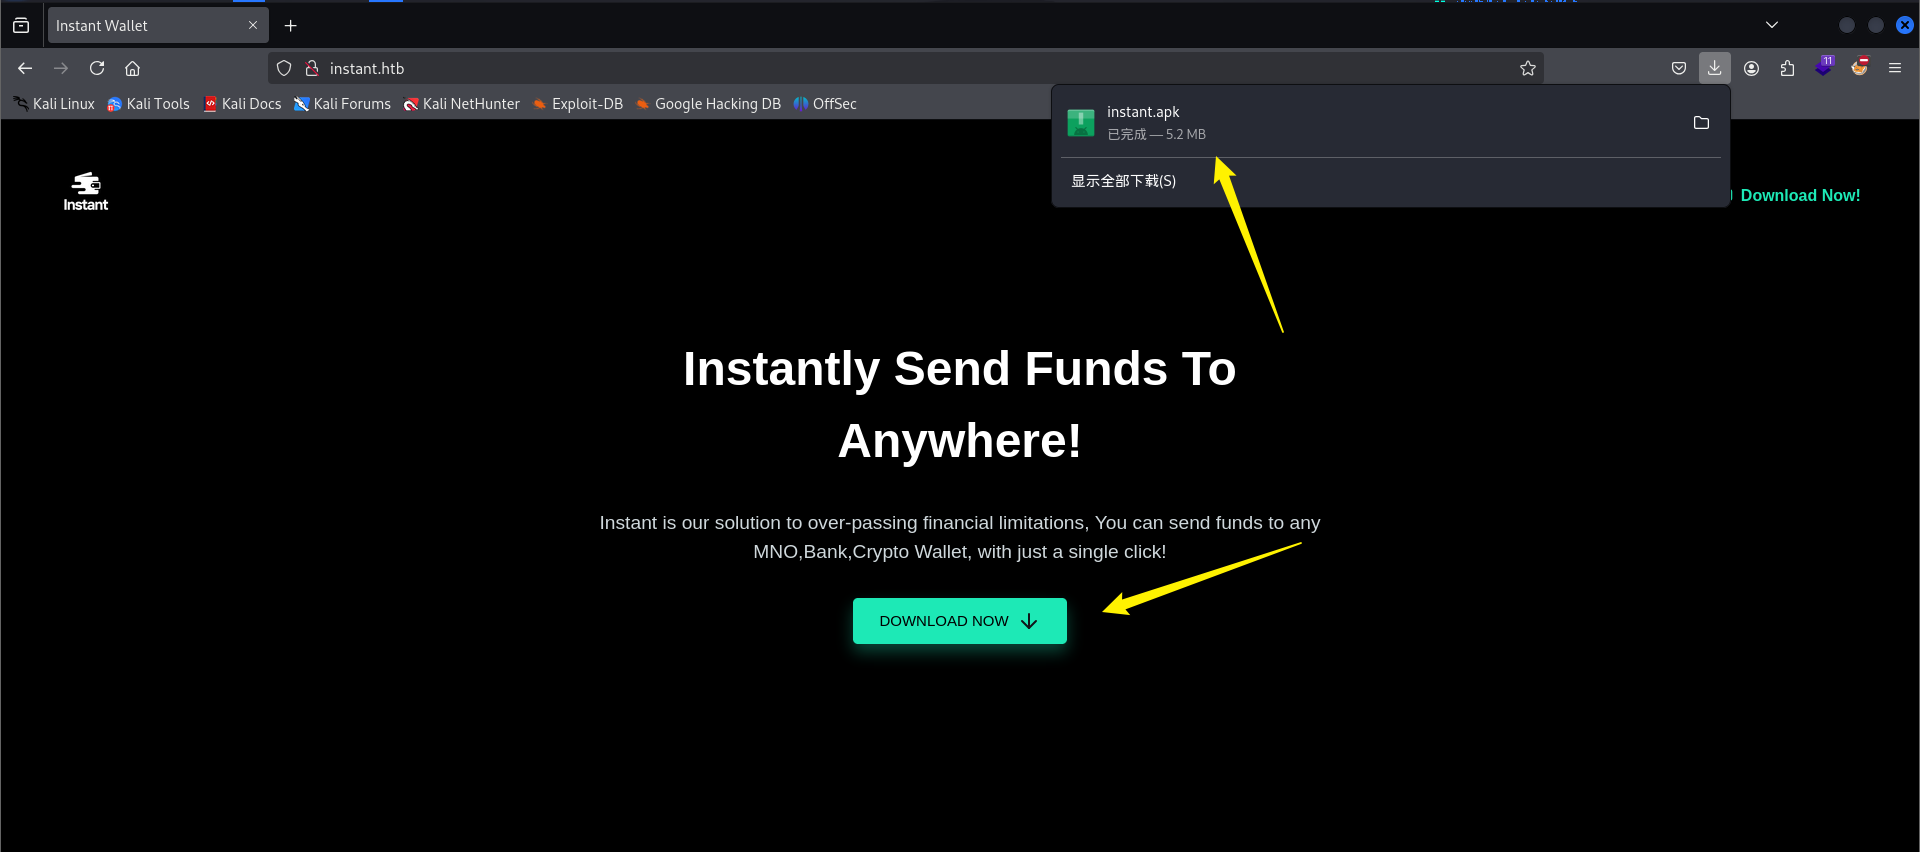 Instant Wallet
instant.htb
11
Kali Linux
Kali Tools
Kali Docs
Kali Forums
Kali NetHunter
Exploit-DB
Google Hacking DB
OffSec
instant.apk
已完成 — 5.2 MB
显示全部下载(S)
Instant
Download Now!
Instantly Send Funds To
Anywhere!
Instant is our solution to over-passing financial limitations, You can send funds to any
MNO,Bank,Crypto Wallet, with just a single click!
DOWNLOAD NOW